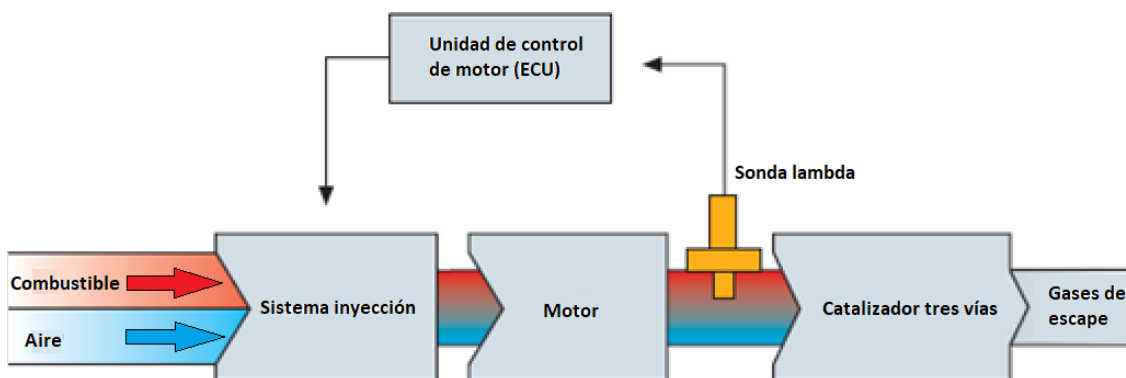 Unidad de control
de motor (ECU)
Sonda lambda
Combustible
Aire
Sistema inyección
Motor
Catalizador tres vías
Gases de
escape